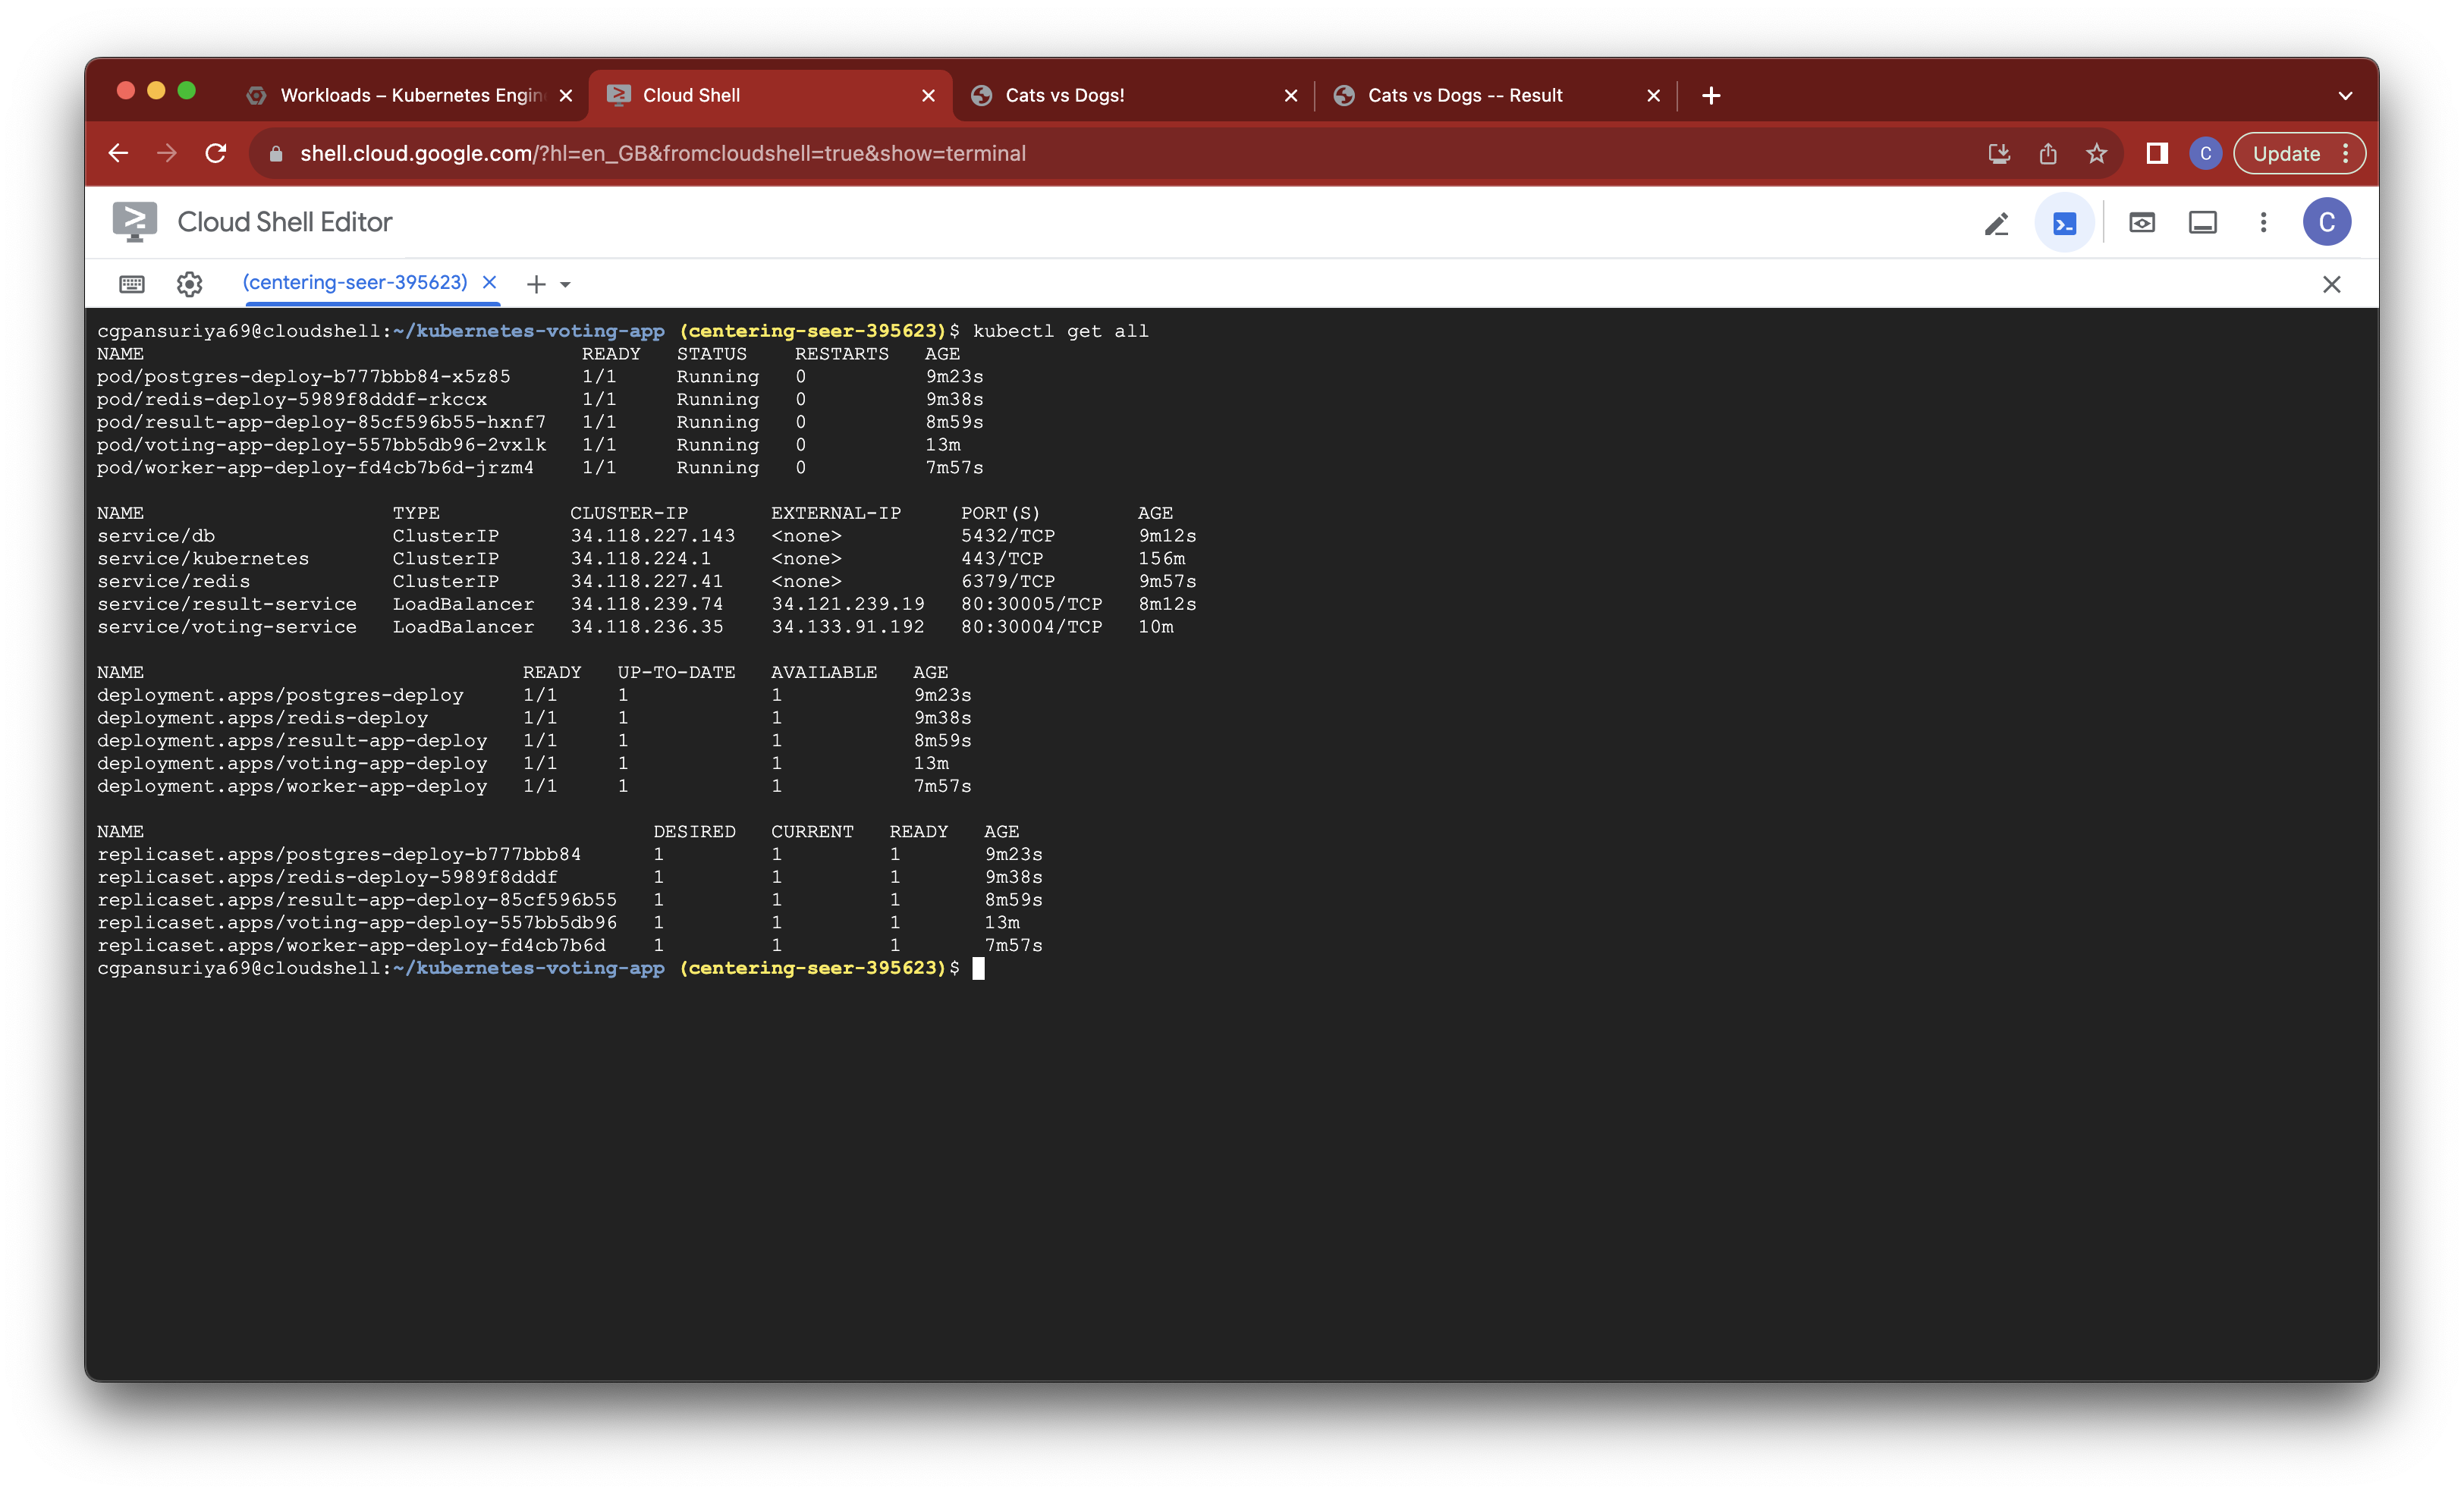 Workloads – Kubernetes Engin
Cloud Shell
Cats vs Dogs!
Cats vs Dogs -- Result
shell.cloud.google.com/?hl=en_GB&fromcloudshell=true&show=terminal
C
Update
Cloud Shell Editor
C
(centering-seer-395623)
cgpansuriya69@cloudshell:~/kubernetes-voting-app (centering-seer-395623)$ kubectl get all
NAME READY STATUS RESTARTS AGE
pod/postgres-deploy-b777bbb84-x5z85 1/1 Running 0 9m23s
pod/redis-deploy-5989f8dddf-rkccx 1/1 Running 0 9m38s
pod/result-app-deploy-85cf596b55-hxnf7 1/1 Running 0 8m59s
pod/voting-app-deploy-557bb5db96-2vxlk 1/1 Running 0 13m
pod/worker-app-deploy-fd4cb7b6d-jrzm4 1/1 Running 0 7m57s
NAME TYPE CLUSTER-IP EXTERNAL-IP PORT(S) AGE
service/db ClusterIP 34.118.227.143 <none> 5432/TCP 9m12s
service/kubernetes ClusterIP 34.118.224.1 <none> 443/TCP 156m
service/redis ClusterIP 34.118.227.41 <none> 6379/TCP 9m57s
service/result-service LoadBalancer 34.118.239.74 34.121.239.19 80:30005/TCP 8m12s
service/voting-service LoadBalancer 34.118.236.35 34.133.91.192 80:30004/TCP 10m
NAME READY UP-TO-DATE AVAILABLE AGE
deployment.apps/postgres-deploy 1/1 1 1 9m23s
deployment.apps/redis-deploy 1/1 1 1 9m38s
deployment.apps/result-app-deploy 1/1 1 1 8m59s
deployment.apps/voting-app-deploy 1/1 1 1 13m
deployment.apps/worker-app-deploy 1/1 1 1 7m57s
NAME DESIRED CURRENT READY AGE
replicaset.apps/postgres-deploy-b777bbb84 1 1 1 9m23s
replicaset.apps/redis-deploy-5989f8dddf 1 1 1 9m38s
replicaset.apps/result-app-deploy-85cf596b55 1 1 1 8m59s
replicaset.apps/voting-app-deploy-557bb5db96 1 1 1 13m
replicaset.apps/worker-app-deploy-fd4cb7b6d 1 1 1 7m57s
cgpansuriya69@cloudshell:~/kubernetes-voting-app (centering-seer-395623)$